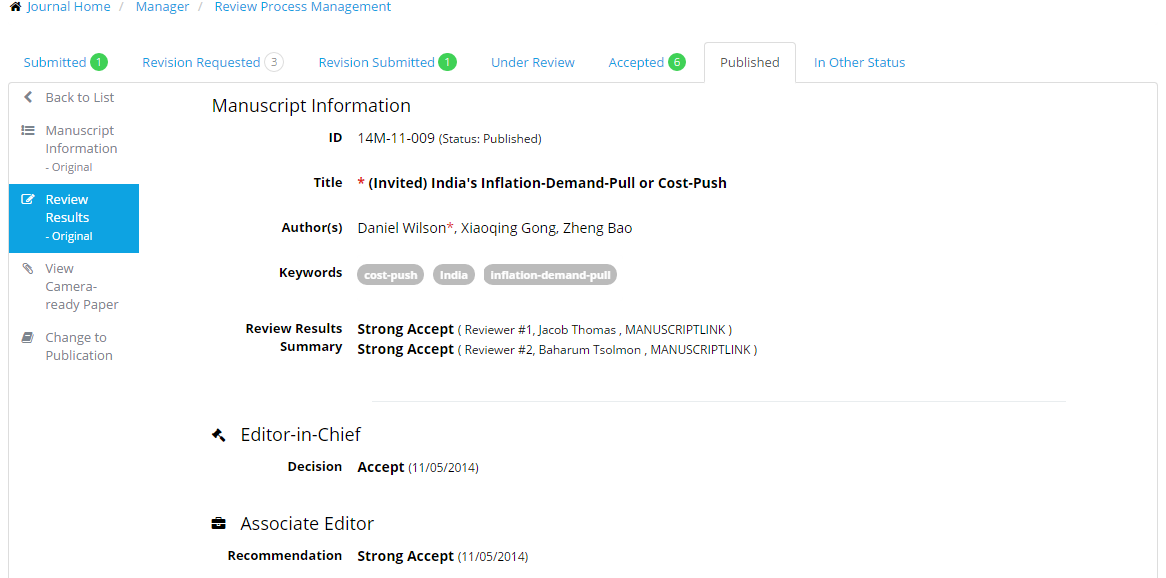 Journal Home / Manager / Review Process Management
Submitted 1 Revision Requested 3 Revision Submitted 1 Under Review Accepted 6 Published In Other Status
Back to List
Manuscript
Information
- Original
Review
Results
- Original
View
Camera-
ready Paper
Change to
Publication
Manuscript Information
ID 14M-11-009 (Status: Published)
Title * (Invited) India's Inflation-Demand-Pull or Cost-Push
Author(s) Daniel Wilson*, Xiaoqing Gong, Zheng Bao
Keywords cost-push India inflation-demand-pull
Review Results Strong Accept ( Reviewer #1, Jacob Thomas , MANUSCRIPTLINK )
Summary Strong Accept ( Reviewer #2, Baharum Tsolmon , MANUSCRIPTLINK )
Editor-in-Chief
Decision Accept (11/05/2014)
Associate Editor
Recommendation Strong Accept (11/05/2014)